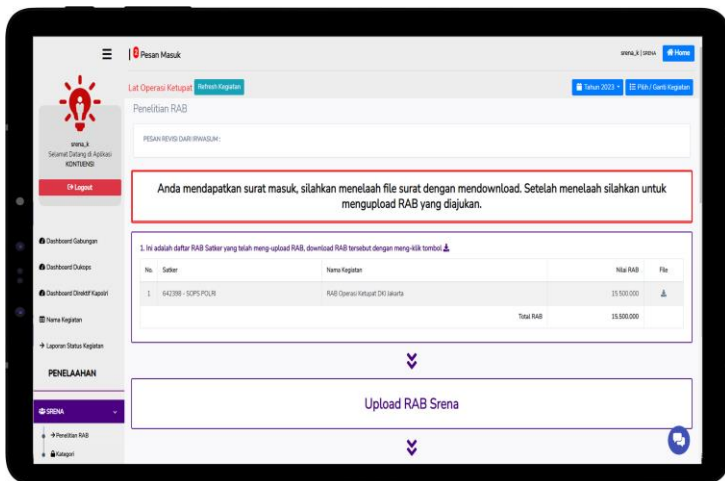 2 Pesan Masuk
srena_k | SRENA
Home
Lat Operasi Ketupat
Refresh Kegiatan
Tahun 2023
Pilih / Ganti Kegiatan
Penelitian RAB
srena_k
Selamat Datang di Aplikasi
KONTIJENSI
Logout
PESAN REVISI DARI IRWASUM :
Anda mendapatkan surat masuk, silahkan menelaah file surat dengan mendownload. Setelah menelaah silahkan untuk
mengupload RAB yang diajukan.
Dashboard Gabungan
Dashboard Dukops
Dashboard Direktif Kapolri
Nama Kegiatan
Laporan Status Kegiatan
PENELAAHAN
SRENA
Penelitian RAB
Kategori
1. Ini adalah daftar RAB Satker yang telah meng-upload RAB, download RAB tersebut dengan meng-klik tombol
No. Satker Nama Kegiatan Nilai RAB File
1 642398 - SOPS POLRI RAB Operasi Ketupat DKI Jakarta 15.500.000
Total RAB 15.500.000
Upload RAB Srena